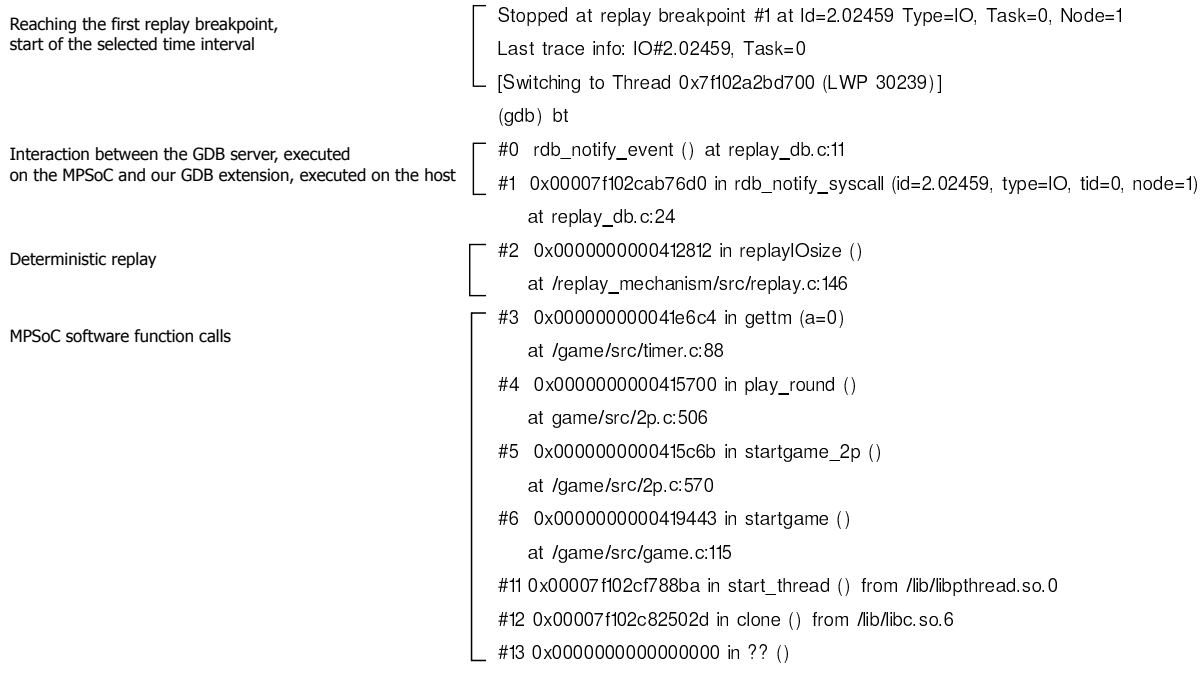 Reaching the first replay breakpoint,
start of the selected time interval
Stopped at replay breakpoint #1 at Id=2.02459 Type=IO, Task=0, Node=1
Last trace info: IO#2.02459, Task=0
[Switching to Thread 0x7f102a2bd700 (LWP 30239)]
(gdb) bt
Interaction between the GDB server, executed
on the MPSoC and our GDB extension, executed on the host
#0 rdb_notify_event () at replay_db.c:11
#1 0x00007f102cab76d0 in rdb_notify_syscall (id=2.02459, type=IO, tid=0, node=1)
at replay_db.c:24
Deterministic replay
#2 0x0000000000412812 in replayIOsize ()
at /replay_mechanism/src/replay.c:146
MPSoC software function calls
#3 0x000000000041e6c4 in gettm (a=0)
at /game/src/timer.c:88
#4 0x0000000000415700 in play_round ()
at game/src/2p.c:506
#5 0x0000000000415c6b in startgame_2p ()
at /game/src/2p.c:570
#6 0x0000000000419443 in startgame ()
at /game/src/game.c:115
#11 0x00007f102cf788ba in start_thread () from /lib/libpthread.so.0
#12 0x00007f102c82502d in clone () from /lib/libc.so.6
#13 0x0000000000000000 in ?? ()